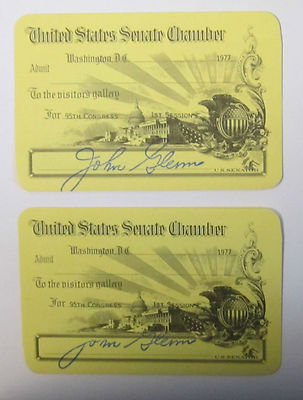 United States Senate Chamber
Washington, D.C. 1977
Admit
To the visitors gallery
For 95TH CONGRESS 1ST SESSION
John Glenn
U.S. SENATOR
United States Senate Chamber
Washington, D.C. 1977
Admit
To the visitors gallery
For 95TH CONGRESS 1ST SESSION
John Glenn
U.S. SENATOR